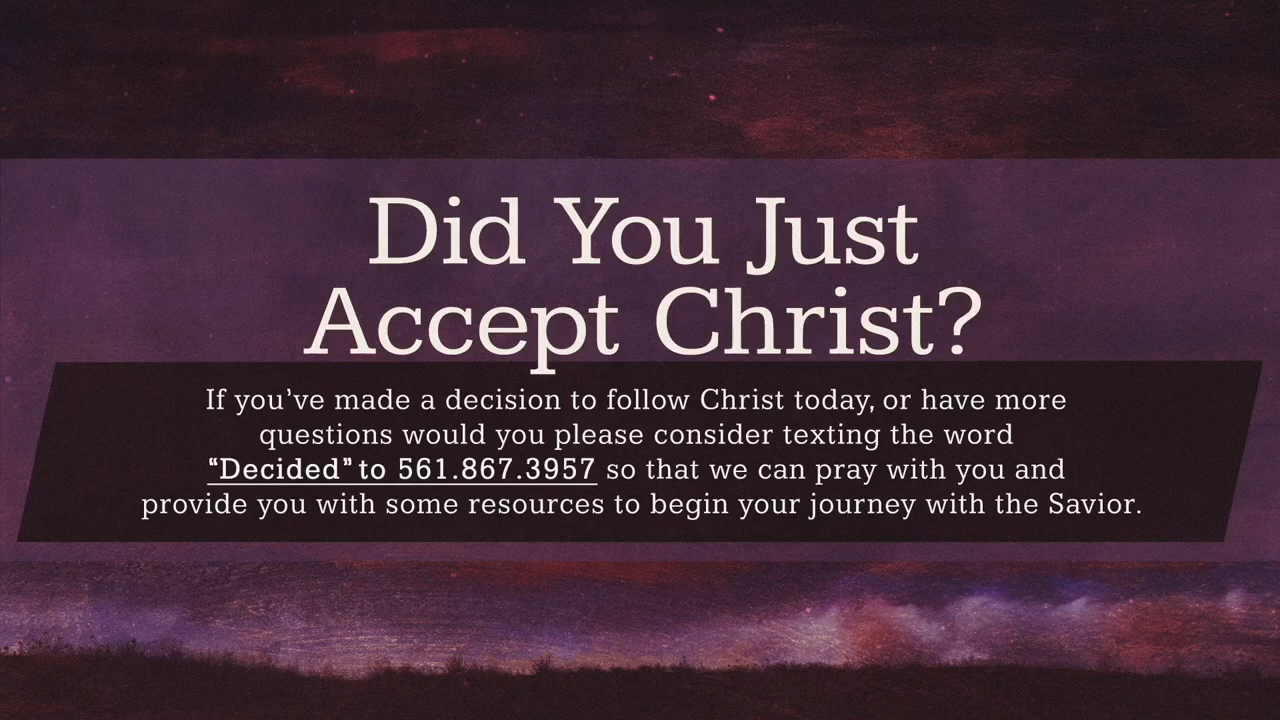 Did You Just
Accept Christ?
If you’ve made a decision to follow Christ today, or have more
questions would you please consider texting the word
“Decided” to 561.867.3957 so that we can pray with you and
provide you with some resources to begin your journey with the Savior.